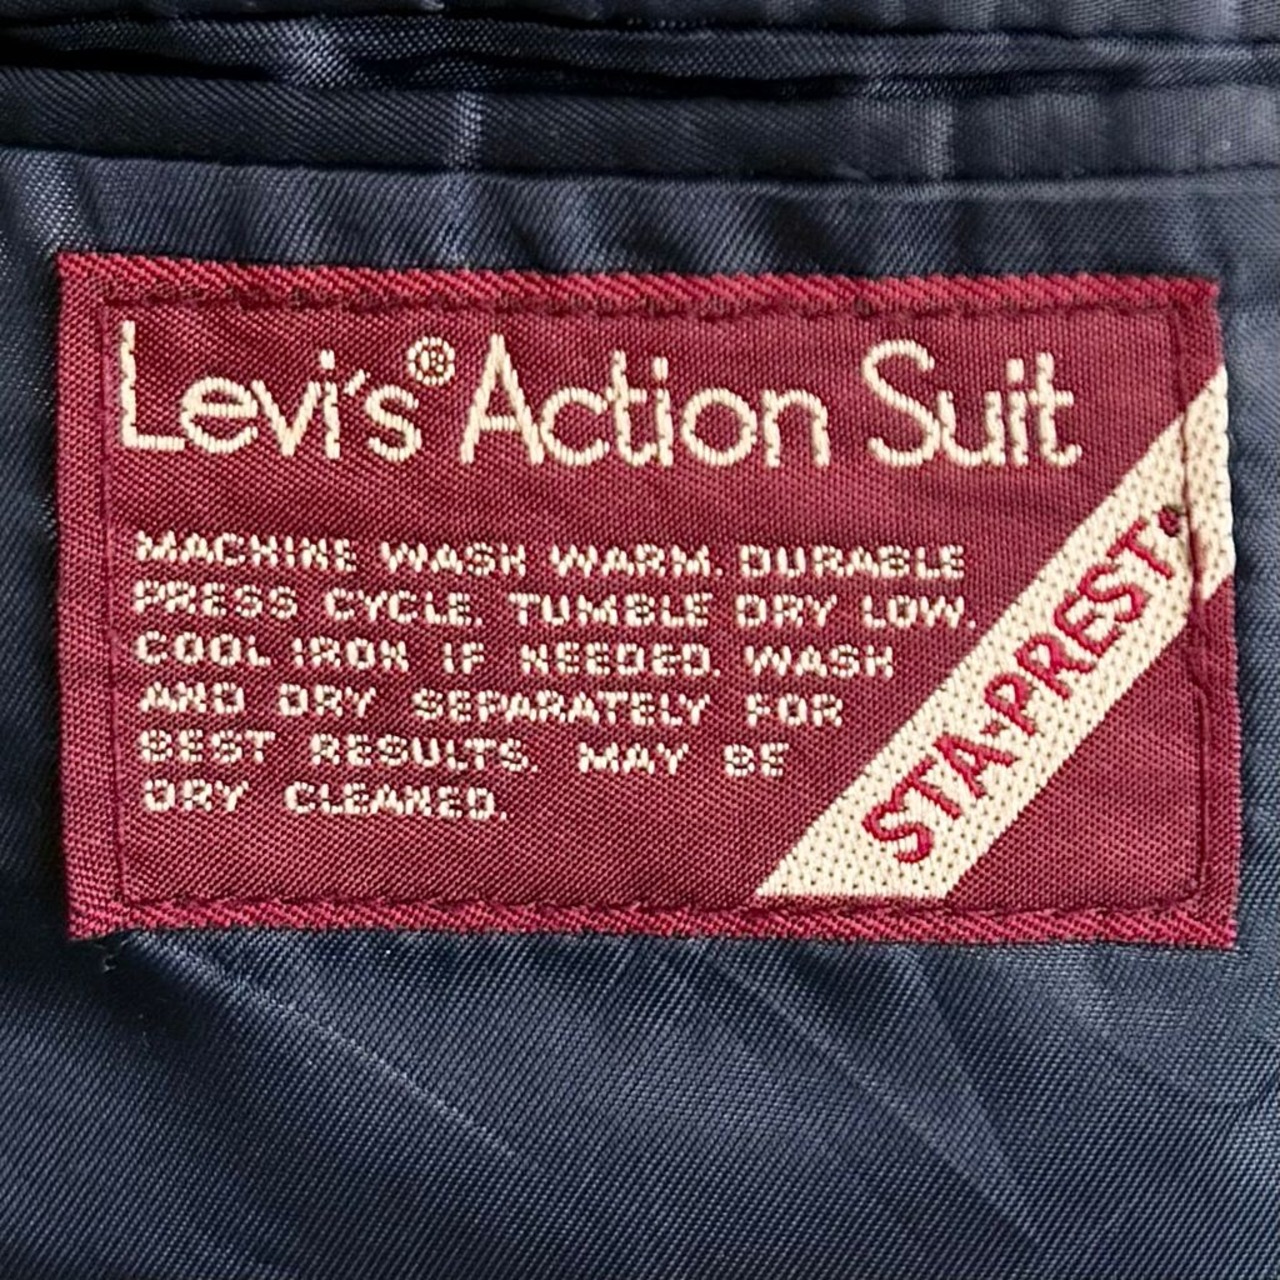 Levi's® Action Suit
MACHINE WASH WARM. DURABLE
PRESS CYCLE. TUMBLE DRY LOW.
COOL IRON IF NEEDED. WASH
AND DRY SEPARATELY FOR
BEST RESULTS. MAY BE
DRY CLEANED.
STA-PREST®